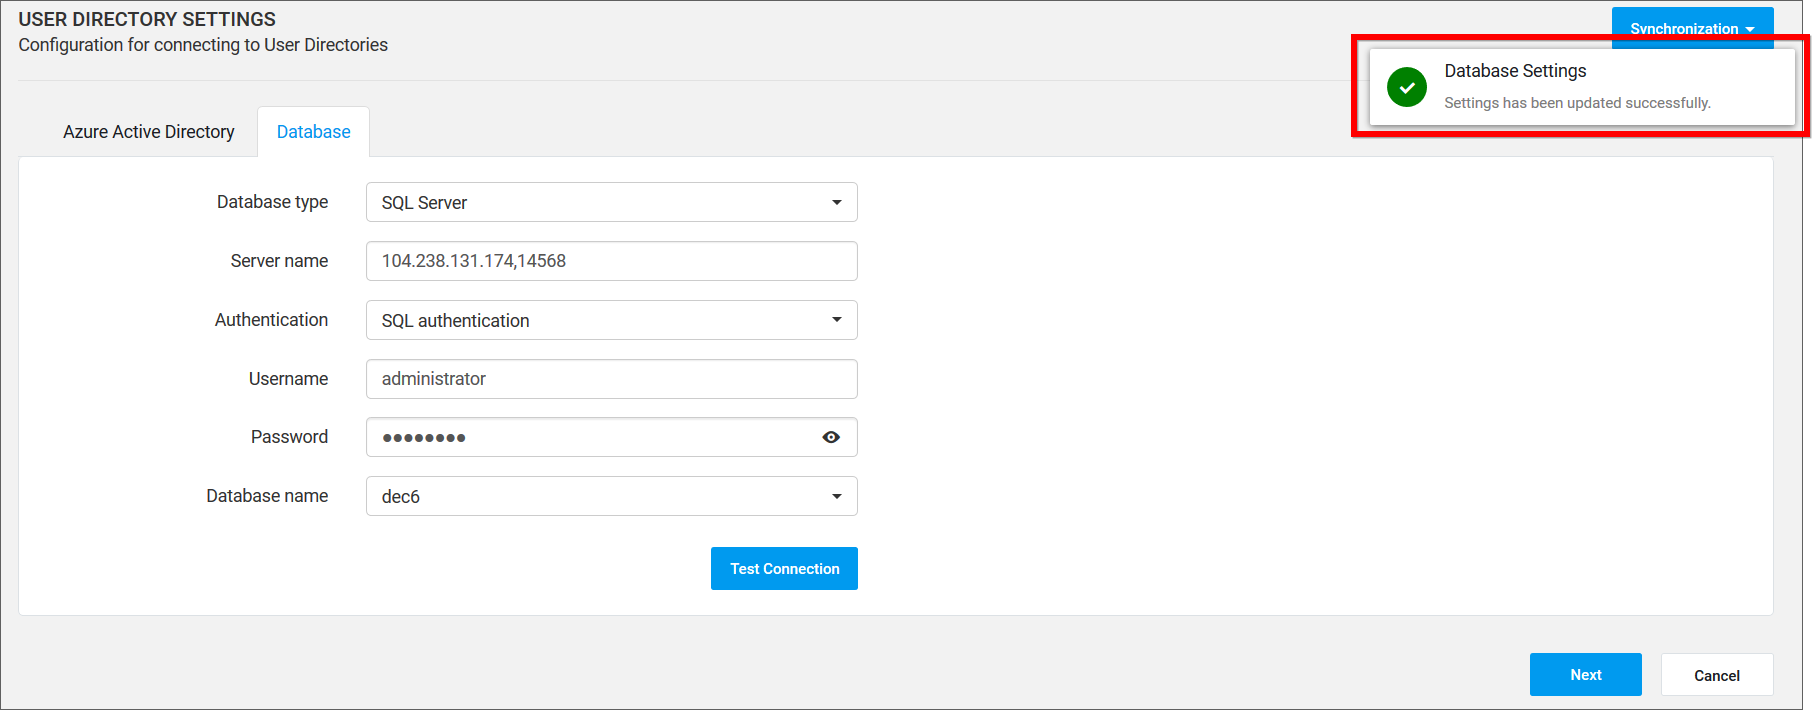 USER DIRECTORY SETTINGS
Configuration for connecting to User Directories
Synchronization
Database Settings
Settings has been updated successfully.
Azure Active Directory
Database
Database type
SQL Server
Server name
104.238.131.174,14568
Authentication
SQL authentication
Username
administrator
Password
●●●●●●●●
Database name
dec6
Test Connection
Next
Cancel